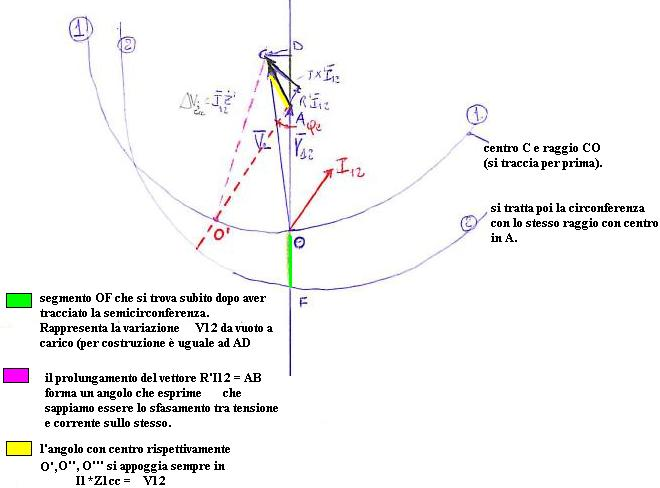 1
2
C
D
J X'I12
ΔVi2cc = I12 Z'
R'I12
A
φ2
V2
V12
I12
1
centro C e raggio CO
(si traccia per prima).
O'
O
2
si tratta poi la circonferenza
con lo stesso raggio con centro
in A.
F
segmento OF che si trova subito dopo aver
tracciato la semicirconferenza.
Rappresenta la variazione V12 da vuoto a
carico (per costruzione è uguale ad AD
il prolungamento del vettore R'I12 = AB
forma un angolo che esprime che
sappiamo essere lo sfasamento tra tensione
e corrente sullo stesso.
l'angolo con centro rispettivamente
O',O'', O''' si appoggia sempre in
I1 *Z1cc = V12